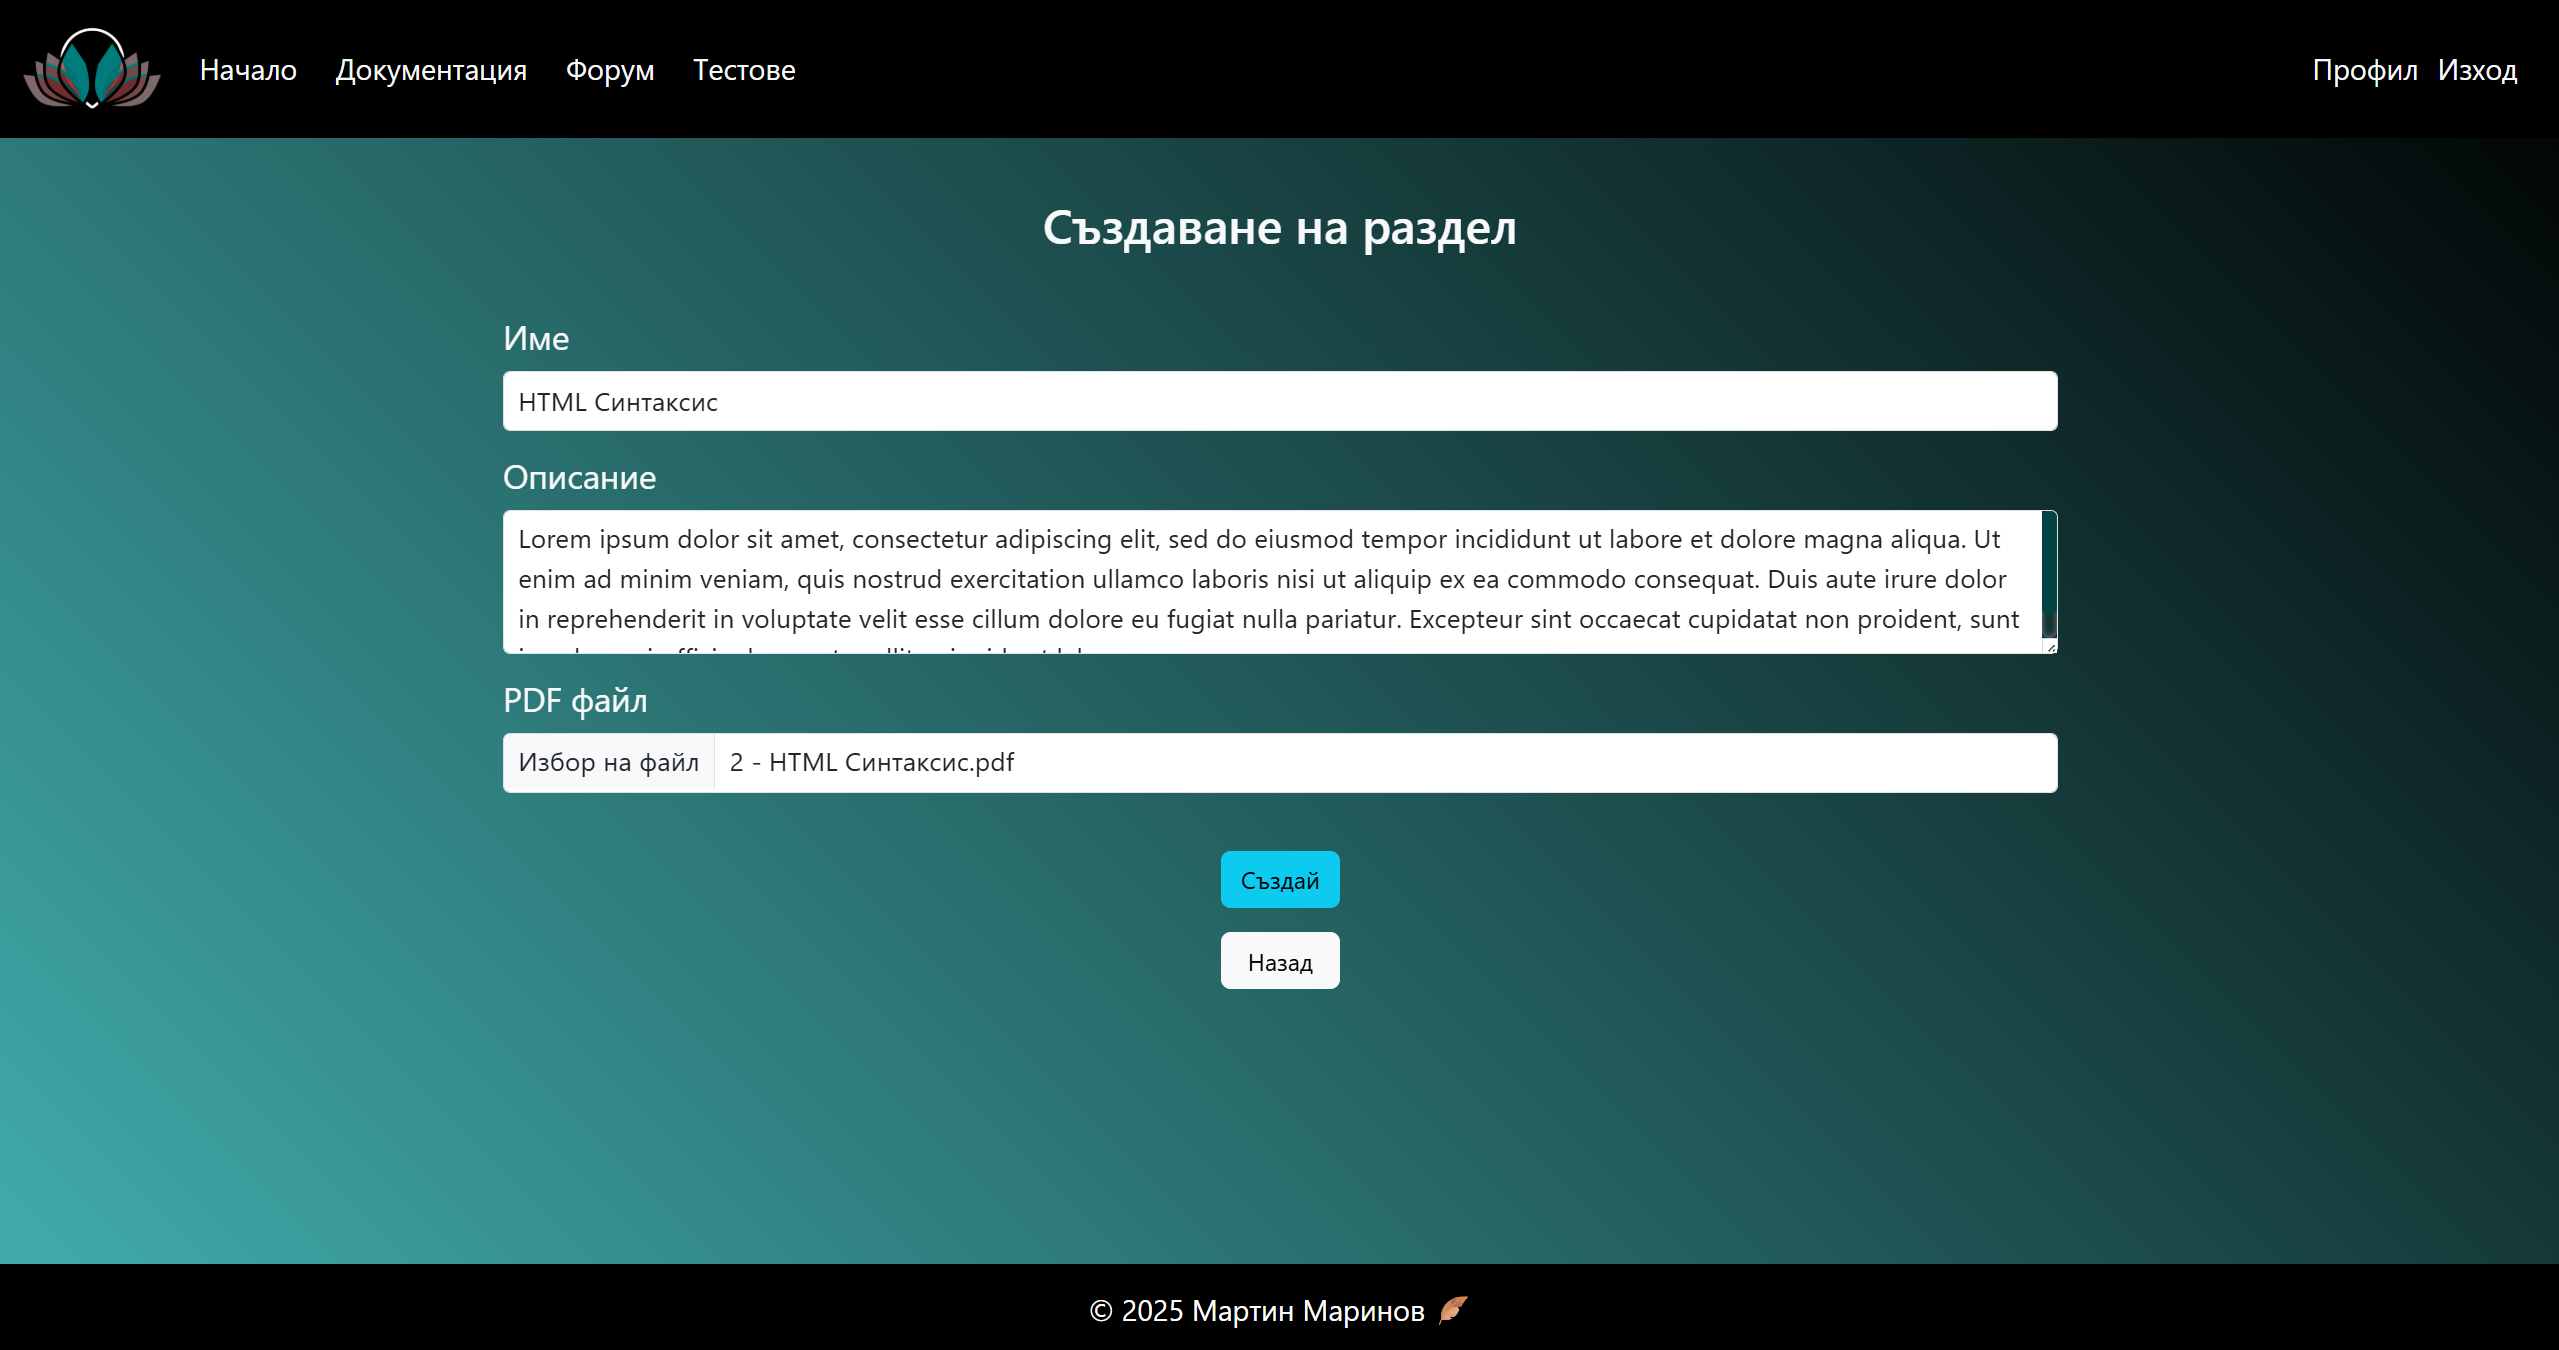 Начало Документация Форум Тестове Профил Изход
Създаване на раздел
Име
HTML Синтаксис
Описание
Lorem ipsum dolor sit amet, consectetur adipiscing elit, sed do eiusmod tempor incididunt ut labore et dolore magna aliqua. Ut
enim ad minim veniam, quis nostrud exercitation ullamco laboris nisi ut aliquip ex ea commodo consequat. Duis aute irure dolor
in reprehenderit in voluptate velit esse cillum dolore eu fugiat nulla pariatur. Excepteur sint occaecat cupidatat non proident, sunt
PDF файл
Избор на файл 2 - HTML Синтаксис.pdf
Създай
Назад
© 2025 Мартин Маринов